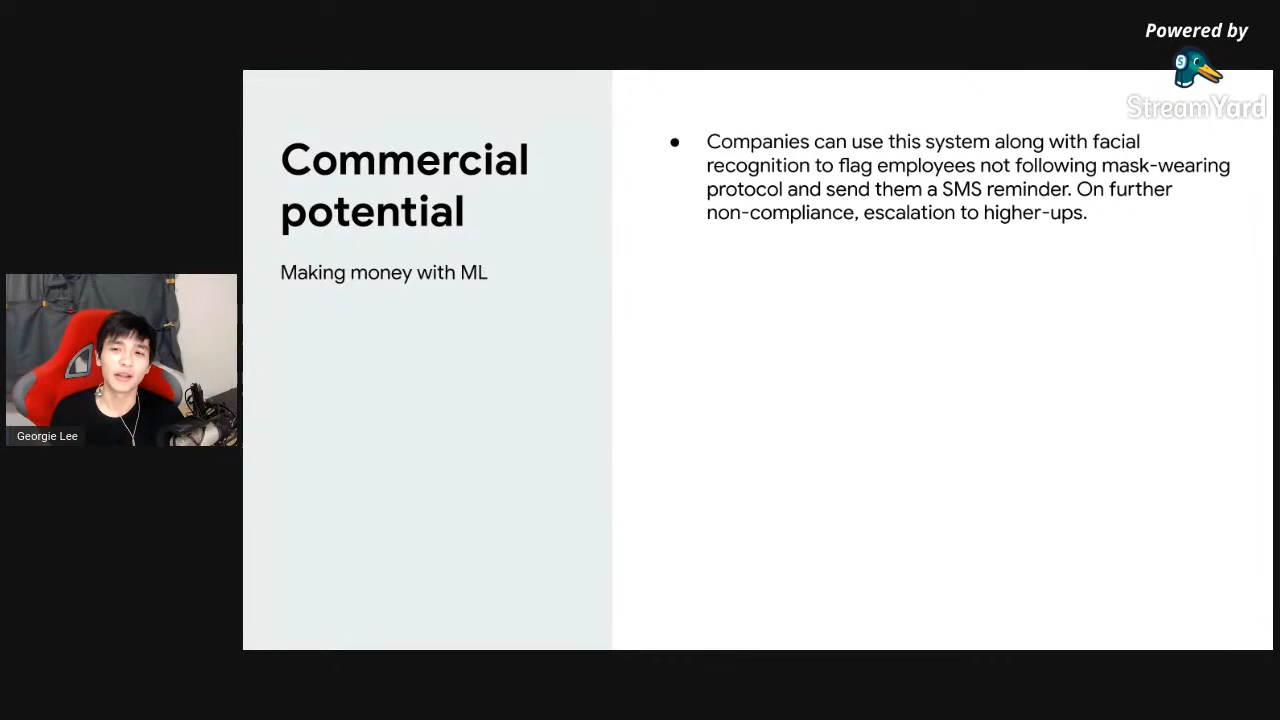 Powered by
StreamYard
Commercial
potential
Making money with ML
● Companies can use this system along with facial
recognition to flag employees not following mask-wearing
protocol and send them a SMS reminder. On further
non-compliance, escalation to higher-ups.
Georgie Lee